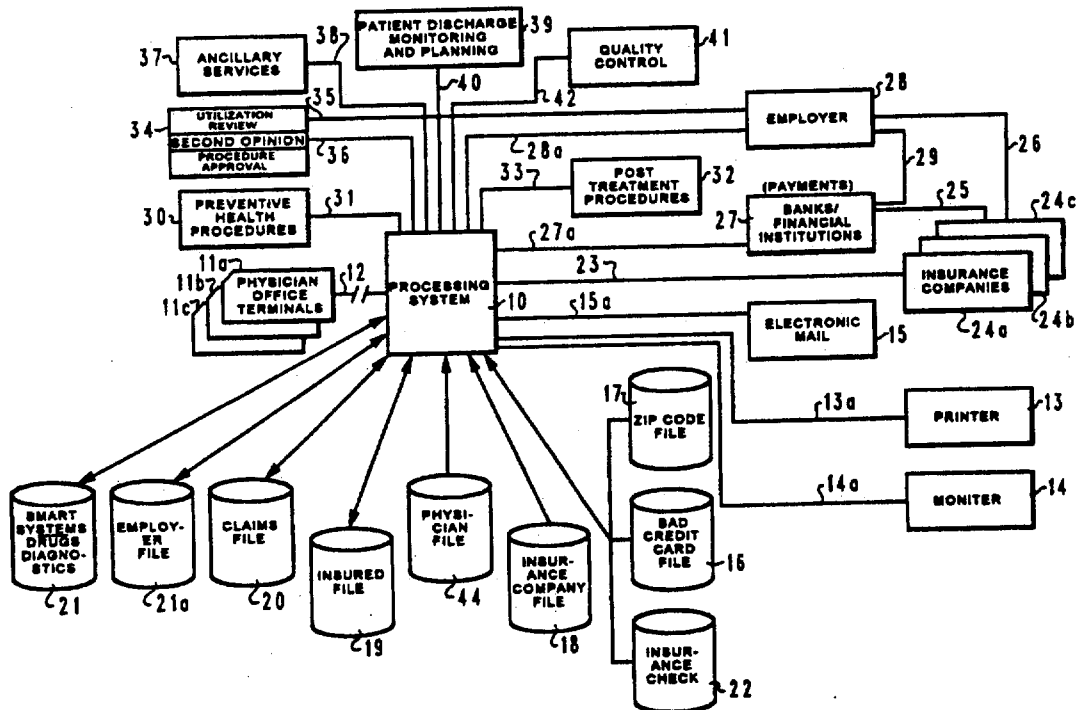 37
ANCILLARY
SERVICES
38
PATIENT DISCHARGE
MONITORING
AND PLANNING
39
40
QUALITY
CONTROL
41
42
34
UTILIZATION
REVIEW
SECOND OPINION
PROCEDURE
APPROVAL
35
36
EMPLOYER
28
28a
29
26
30
PREVENTIVE
HEALTH
PROCEDURES
31
33
POST
TREATMENT
PROCEDURES
32
(PAYMENTS)
27
BANKS/
FINANCIAL
INSTITUTIONS
25
24c
27a
11a
11b
11c
PHYSICIAN
OFFICE
TERMINALS
12
PROCESSING
SYSTEM
10
23
INSURANCE
COMPANIES
24a
24b
15a
ELECTRONIC
MAIL
15
17
ZIP CODE
FILE
13a
PRINTER
13
14a
MONITER
14
SMART
SYSTEMS
DRUGS
DIAGNO-
STICS
21
EMPLOY-
ER
FILE
21a
CLAIMS
FILE
20
INSURED
FILE
19
PHYSI-
CIAN
FILE
44
INSUR-
ANCE
COMPANY
FILE
18
BAD
CREDIT
CARD
FILE
16
INSUR-
ANCE
CHECK
22